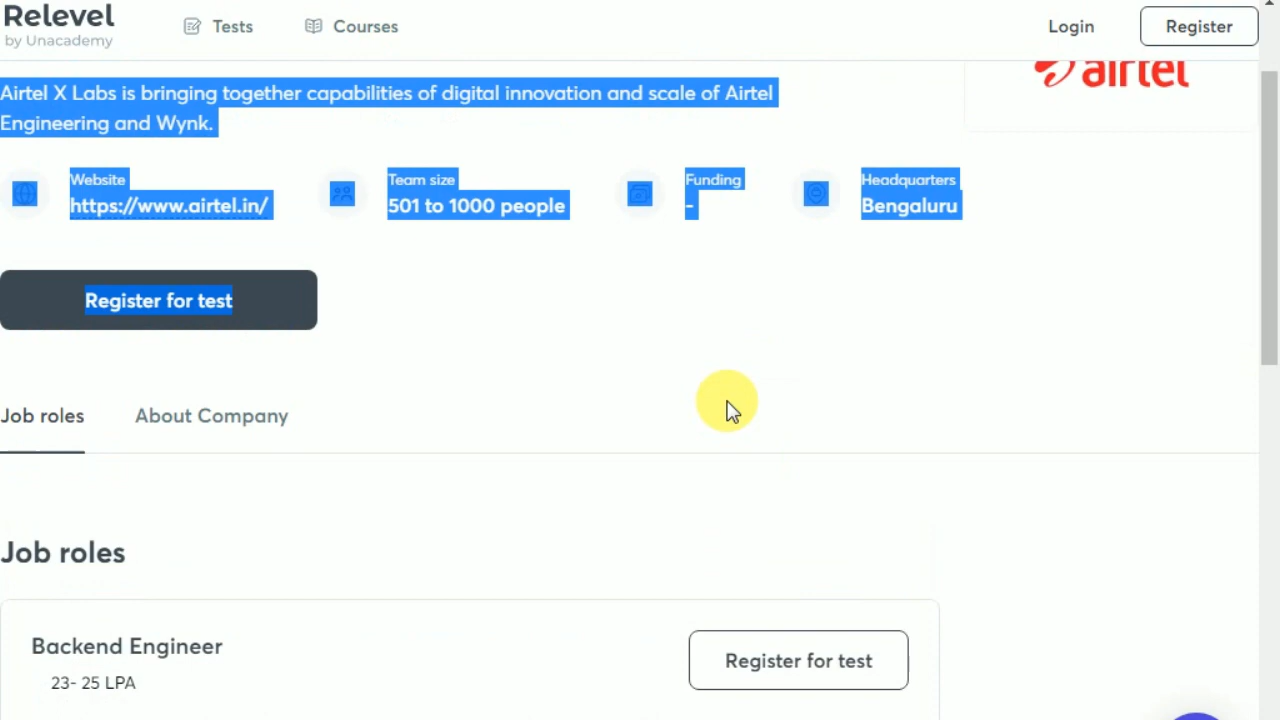 Relevel
by Unacademy
Tests
Courses
Login
Register
airtel
Airtel X Labs is bringing together capabilities of digital innovation and scale of Airtel
Engineering and Wynk.
Website
https://www.airtel.in/
Team size
501 to 1000 people
Funding
-
Headquarters
Bengaluru
Register for test
Job roles
About Company
Job roles
Backend Engineer
23- 25 LPA
Register for test